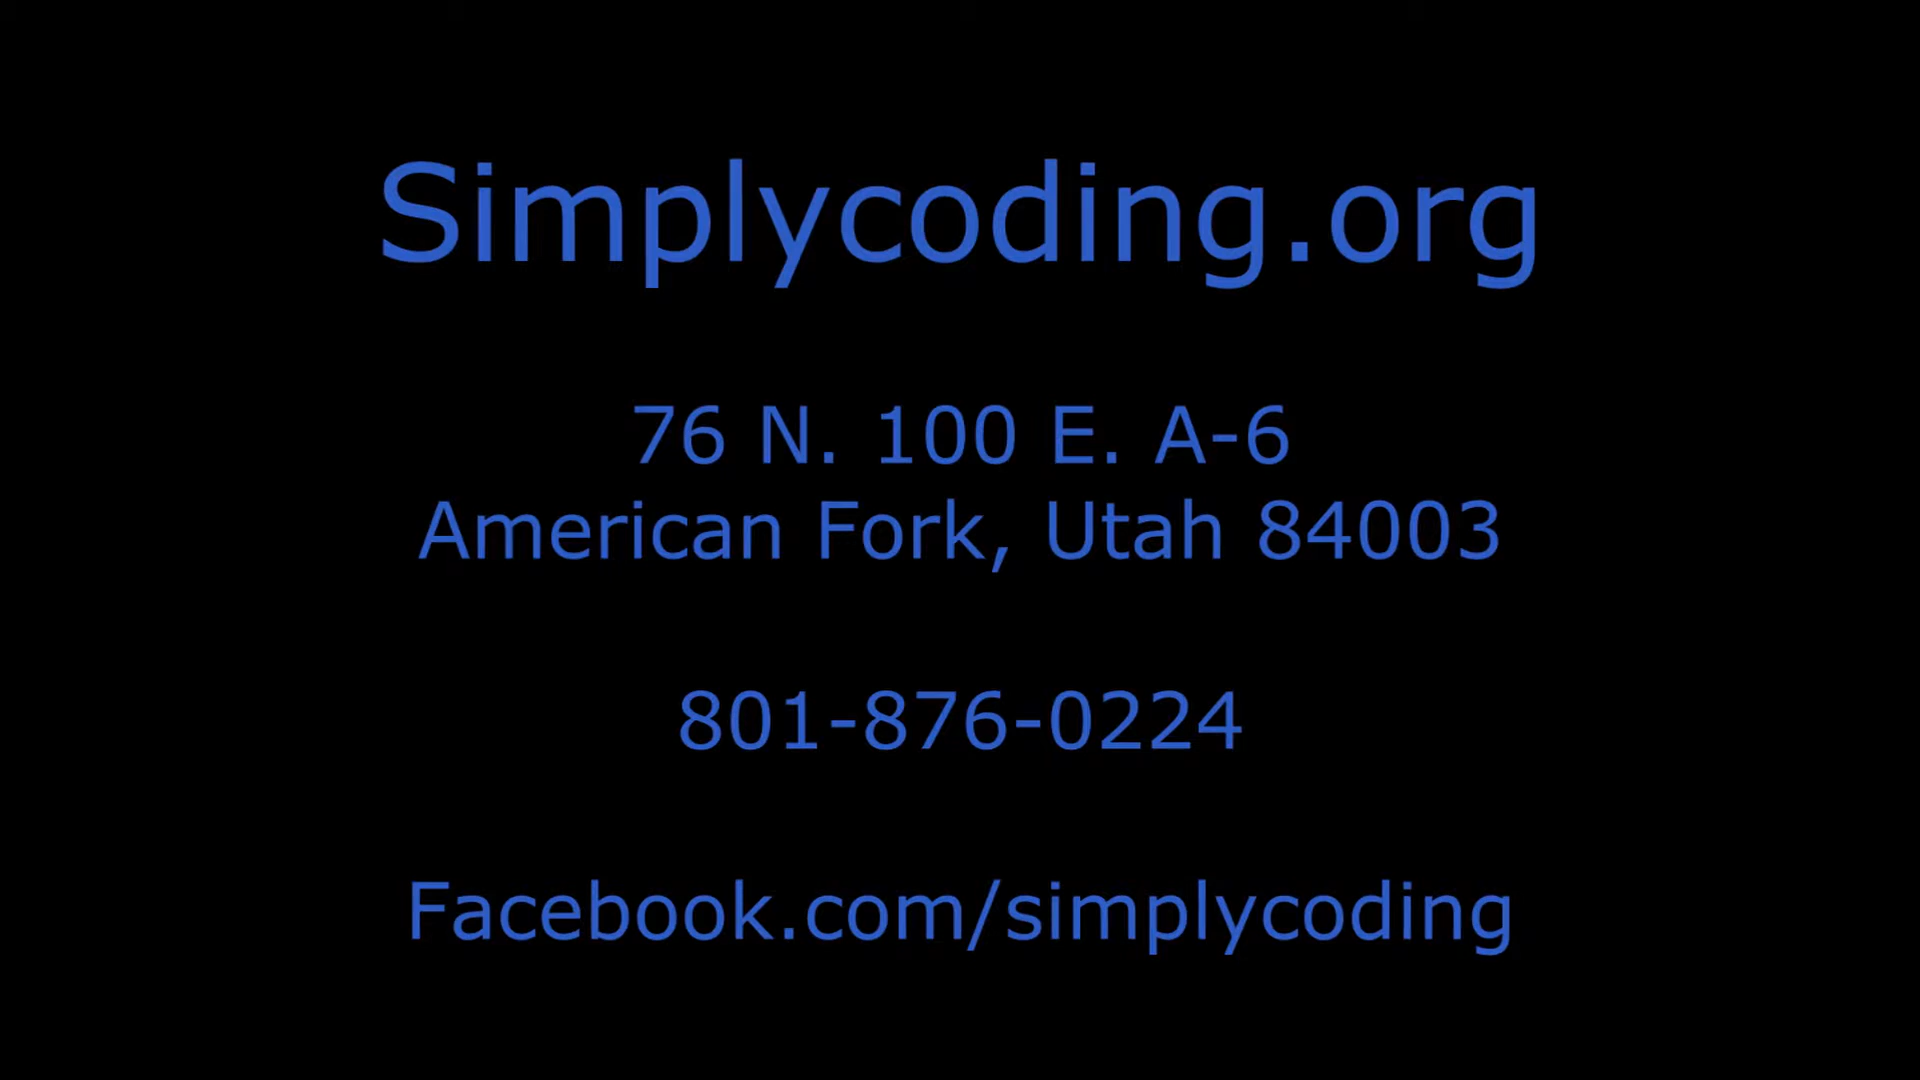 Simplycoding.org
76 N. 100 E. A-6
American Fork, Utah 84003
801-876-0224
Facebook.com/simplycoding